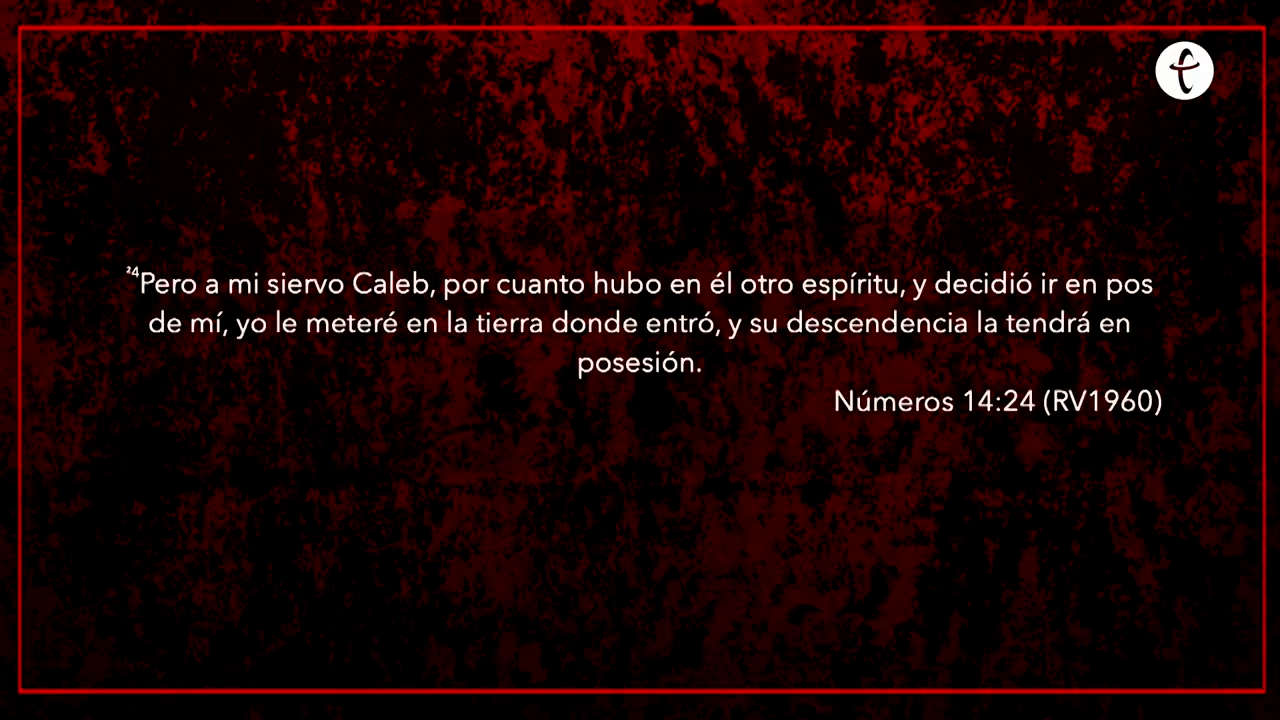 ²⁴Pero a mi siervo Caleb, por cuanto hubo en él otro espíritu, y decidió ir en pos
de mí, yo le meteré en la tierra donde entró, y su descendencia la tendrá en
posesión.
Números 14:24 (RV1960)